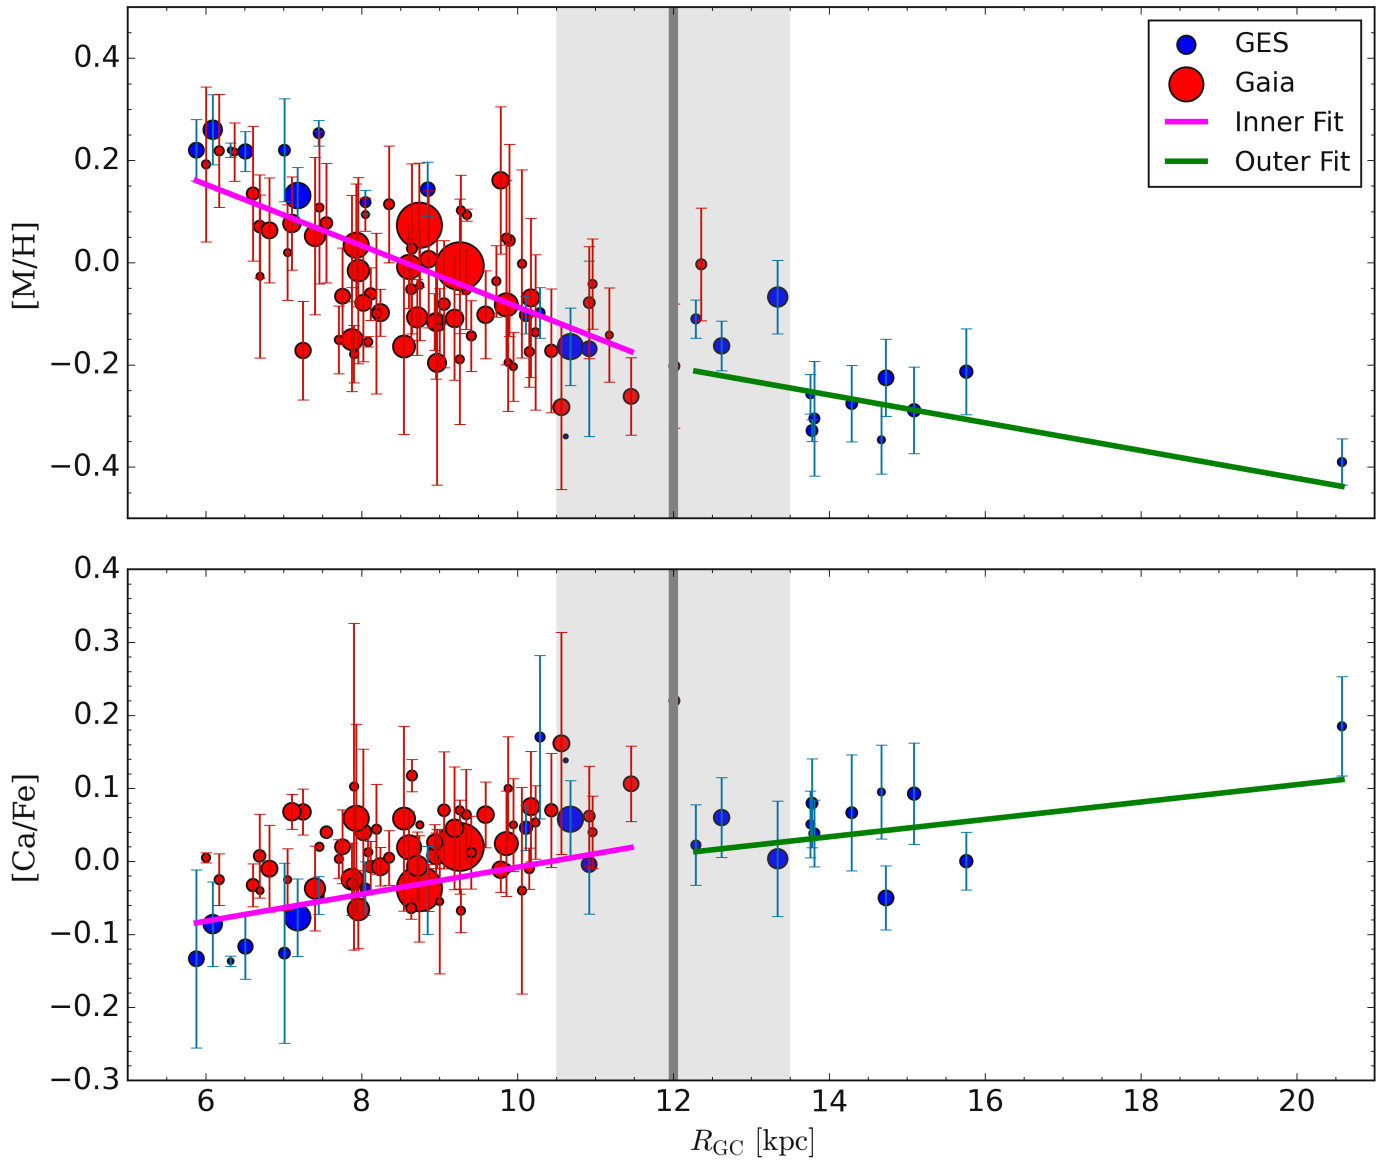 0.4
0.2
0.0
−0.2
−0.4
[M/H]
GES
Gaia
Inner Fit
Outer Fit
0.4
0.3
0.2
0.1
0.0
−0.1
−0.2
−0.3
[Ca/Fe]
6 8 10 12 14 16 18 20
R_GC [kpc]